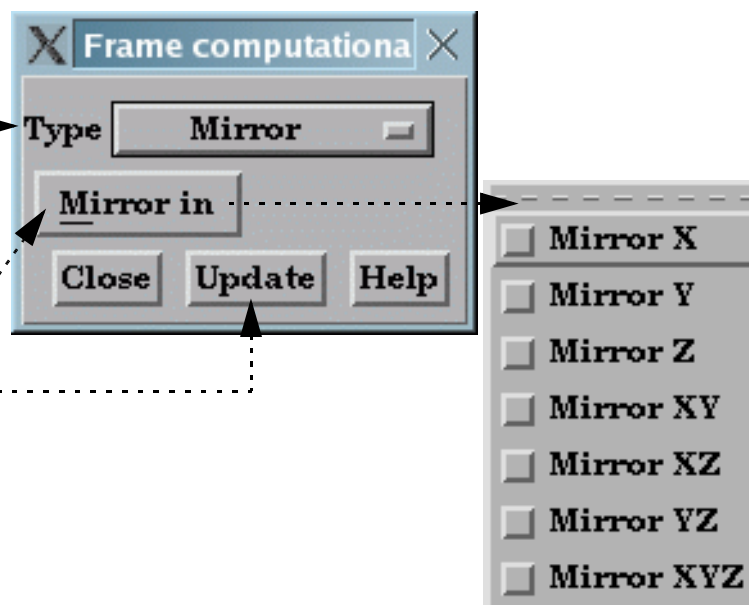 Frame computationa
Type Mirror
Mirror in
Close Update Help
Mirror X
Mirror Y
Mirror Z
Mirror XY
Mirror XZ
Mirror YZ
Mirror XYZ